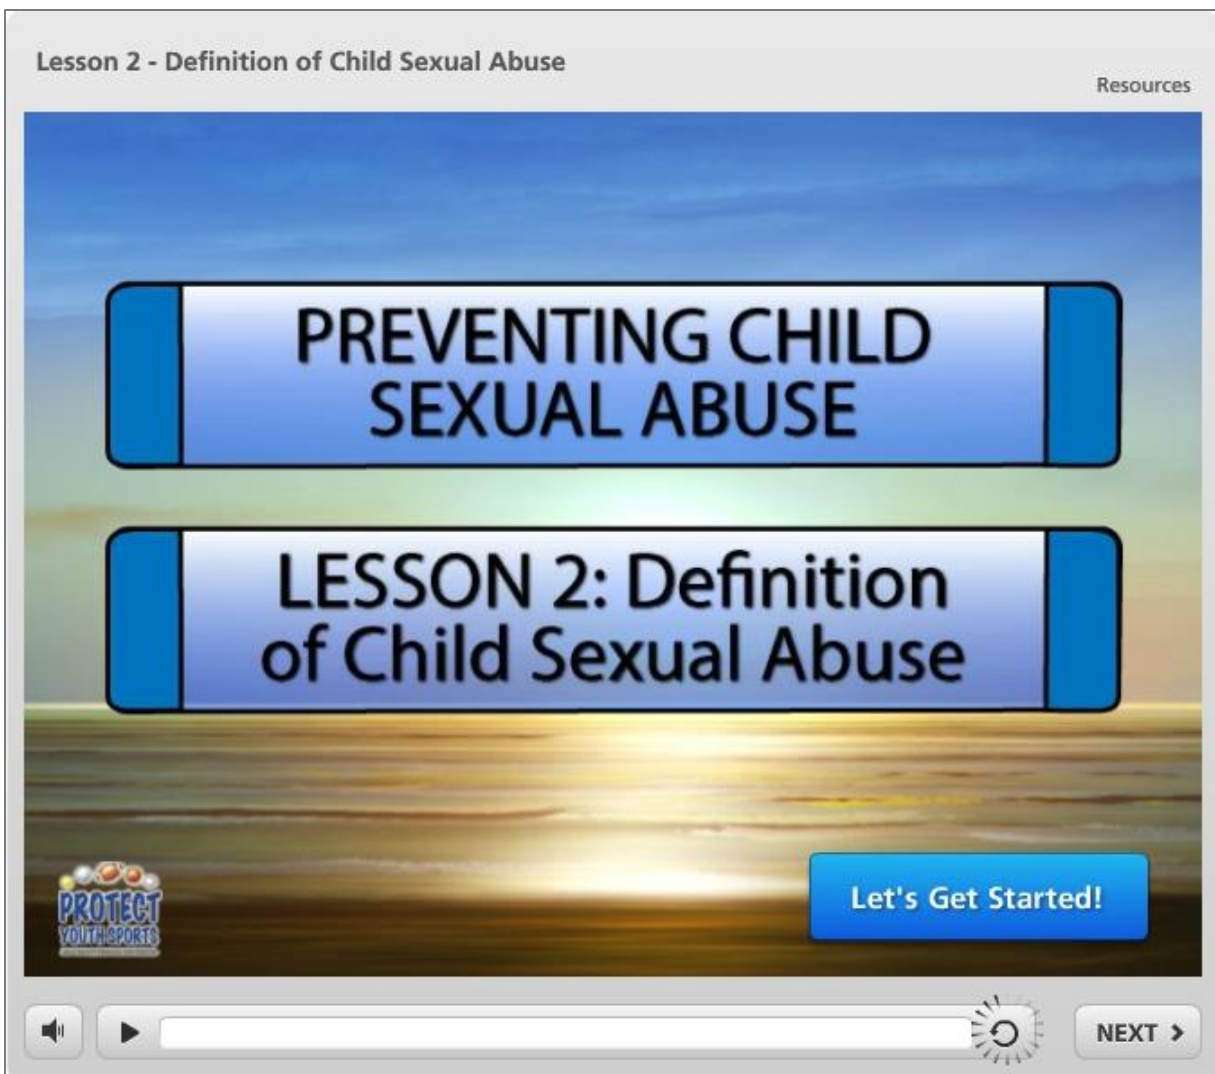 Lesson 2 - Definition of Child Sexual Abuse
Resources
PREVENTING CHILD
SEXUAL ABUSE
LESSON 2: Definition
of Child Sexual Abuse
PROTECT
YOUTH SPORTS
Let's Get Started!
NEXT